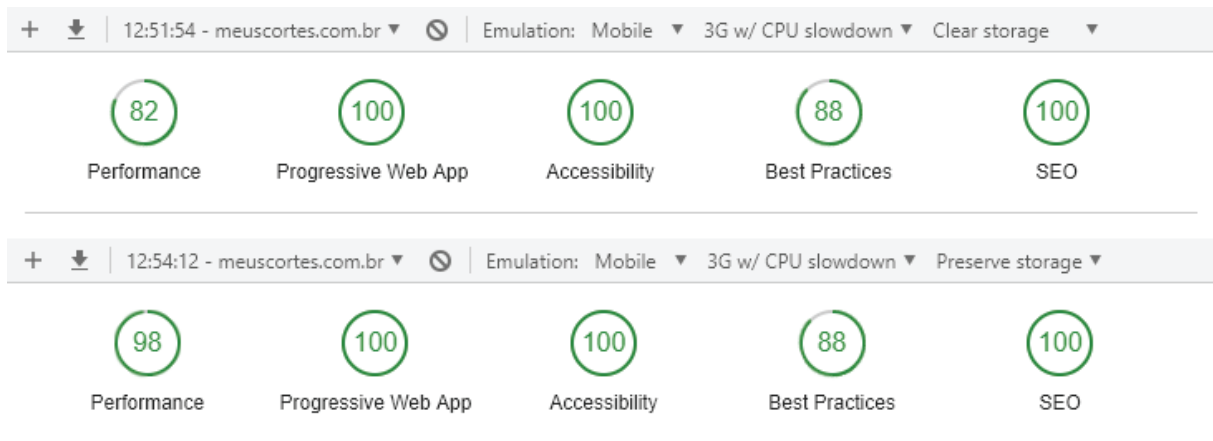 12:51:54 - meuscortes.com.br Emulation: Mobile 3G w/ CPU slowdown Clear storage
82 100 100 88 100
Performance Progressive Web App Accessibility Best Practices SEO
12:54:12 - meuscortes.com.br Emulation: Mobile 3G w/ CPU slowdown Preserve storage
98 100 100 88 100
Performance Progressive Web App Accessibility Best Practices SEO